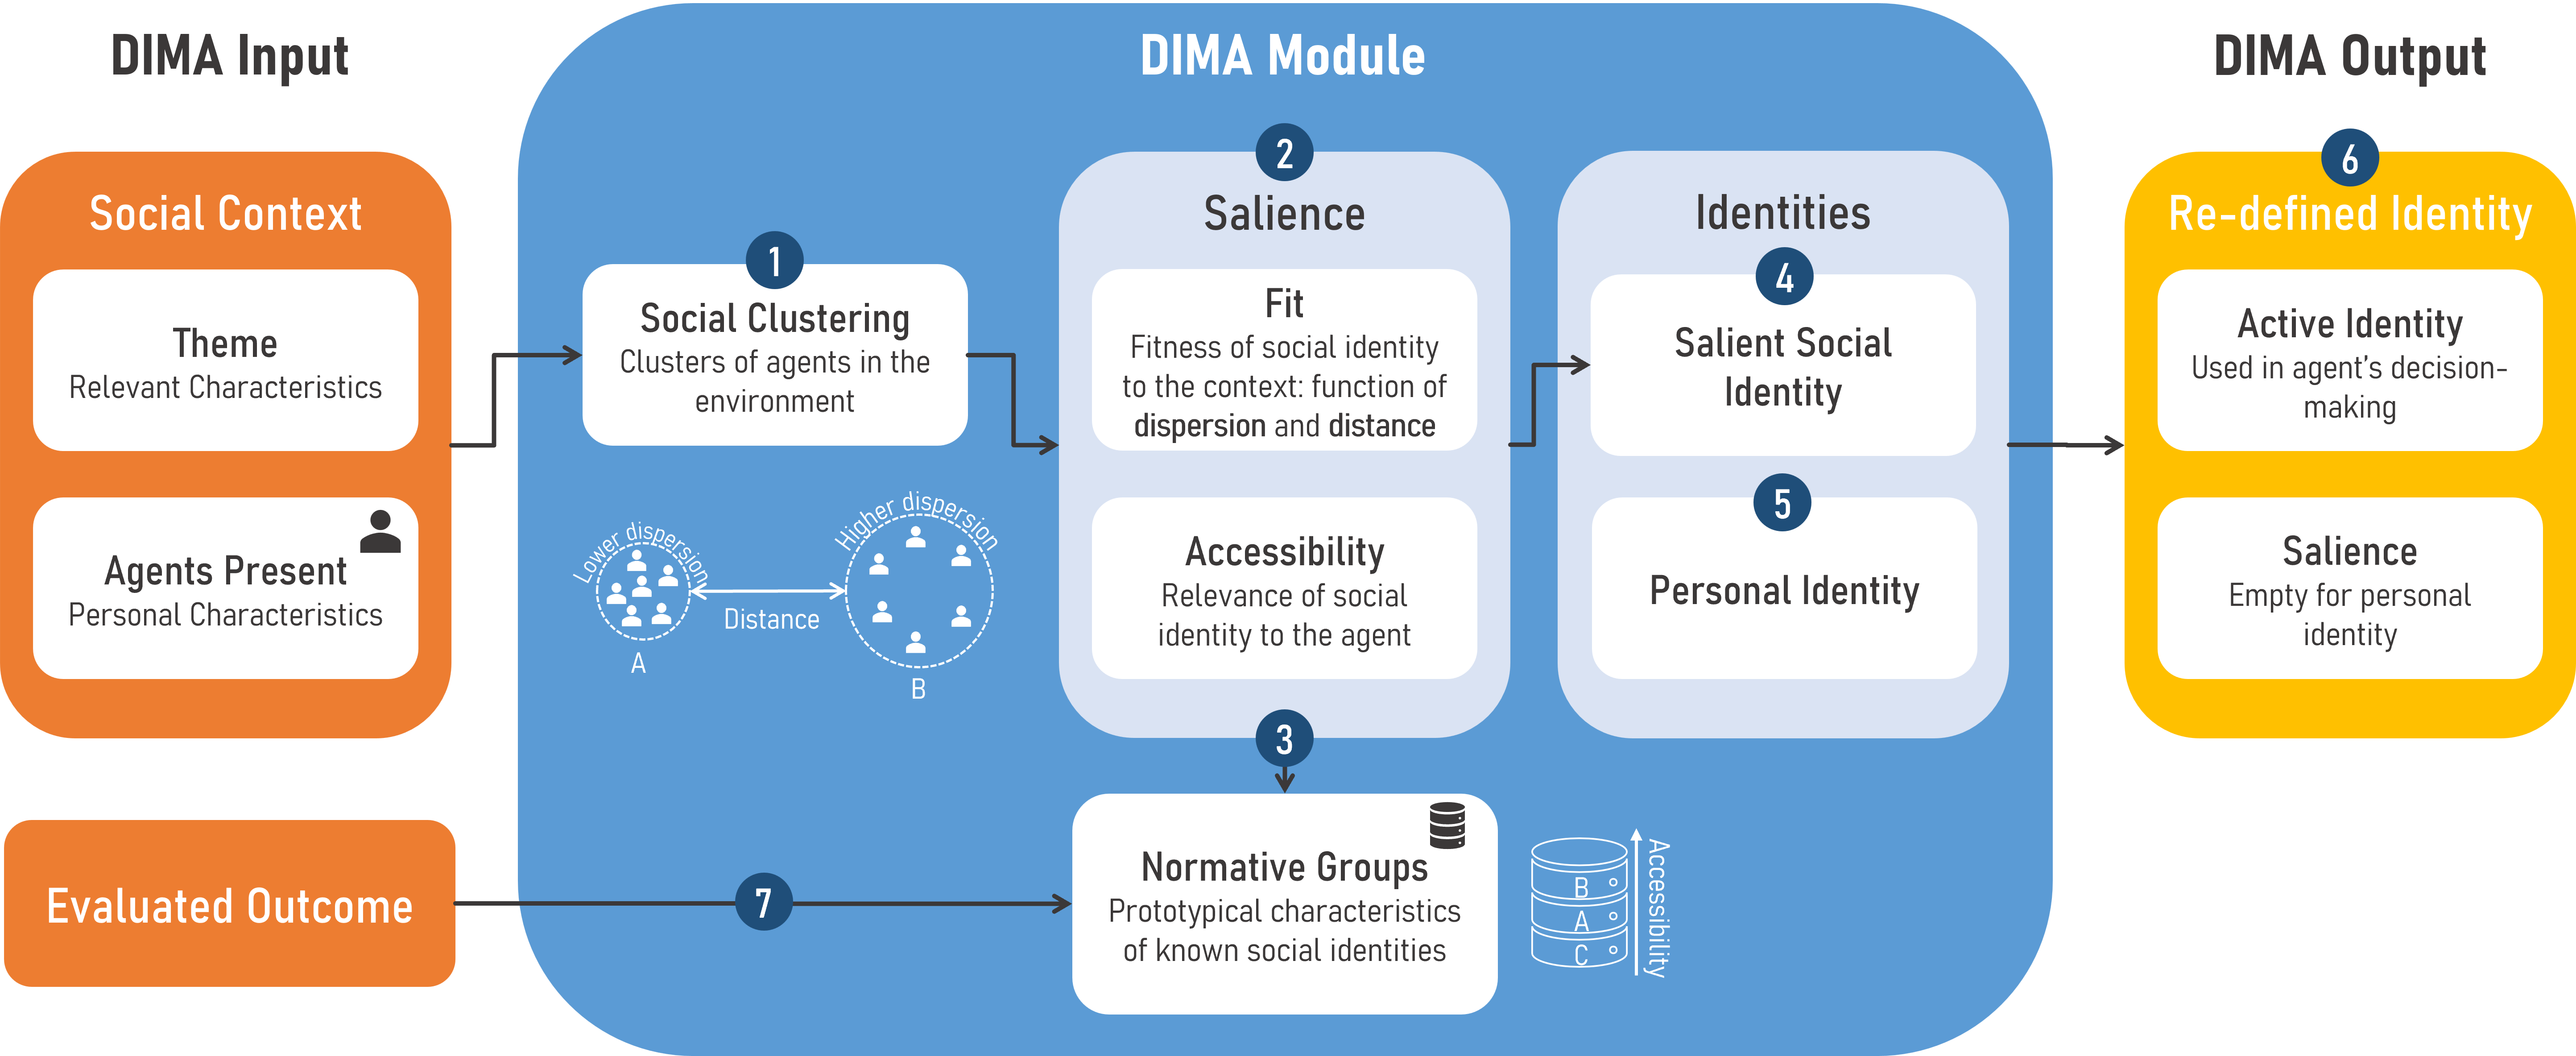 DIMA Input
DIMA Module
DIMA Output
Social Context
Theme
Relevant Characteristics
Agents Present
Personal Characteristics
Evaluated Outcome
1
Social Clustering
Clusters of agents in the
environment
Lower dispersion
Higher dispersion
Distance
A
B
2
Salience
Fit
Fitness of social identity
to the context: function of
dispersion and distance
Accessibility
Relevance of social
identity to the agent
3
Normative Groups
Prototypical characteristics
of known social identities
B
A
C
Accessibility
7
Identities
4
Salient Social
Identity
5
Personal Identity
6
Re-defined Identity
Active Identity
Used in agent's decision-
making
Salience
Empty for personal
identity